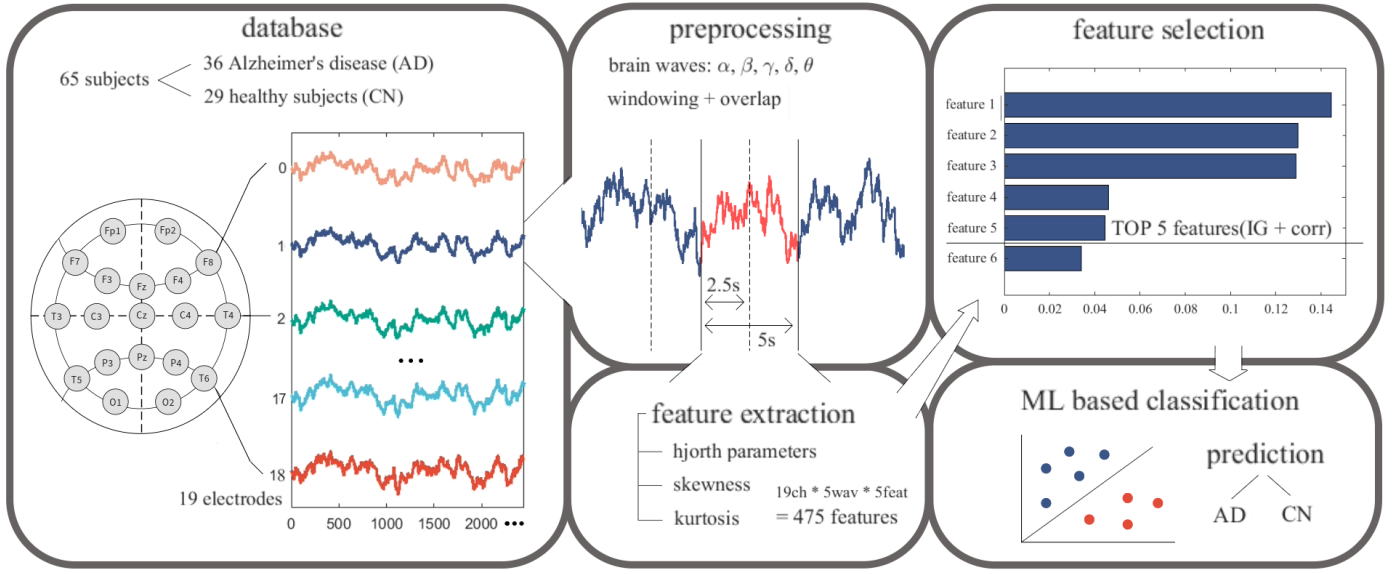 database
65 subjects
36 Alzheimer's disease (AD)
29 healthy subjects (CN)
Fp1
Fp2
F7
F8
F3
Fz
F4
T3
C3
Cz
C4
T4
P3
Pz
P4
T5
T6
O1
O2
0
1
2
•••
17
18
19 electrodes
0
500
1000
1500
2000
•••
preprocessing
brain waves: α, β, γ, δ, θ
windowing + overlap
2.5s
5s
feature extraction
hjorth parameters
skewness
kurtosis
19ch * 5wav * 5feat
= 475 features
feature selection
feature 1
feature 2
feature 3
feature 4
feature 5
TOP 5 features(IG + corr)
feature 6
0
0.02
0.04
0.06
0.08
0.1
0.12
0.14
ML based classification
prediction
AD
CN